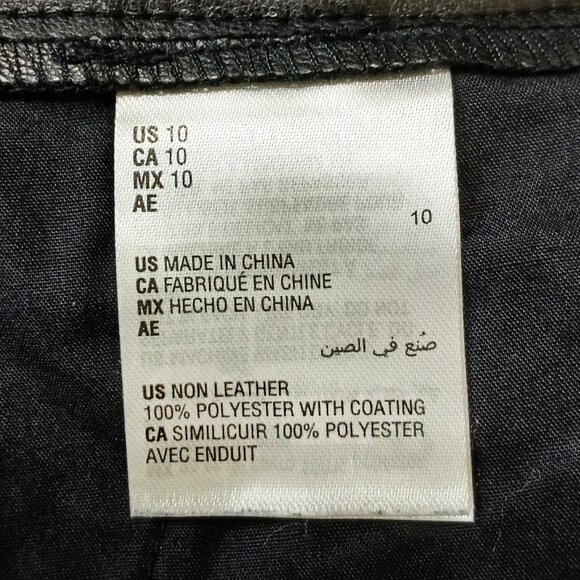 US 10
CA 10
MX 10
AE
10
US MADE IN CHINA
CA FABRIQUÉ EN CHINE
MX HECHO EN CHINA
AE
صُنع في الصين
US NON LEATHER
100% POLYESTER WITH COATING
CA SIMILICUIR 100% POLYESTER
AVEC ENDUIT